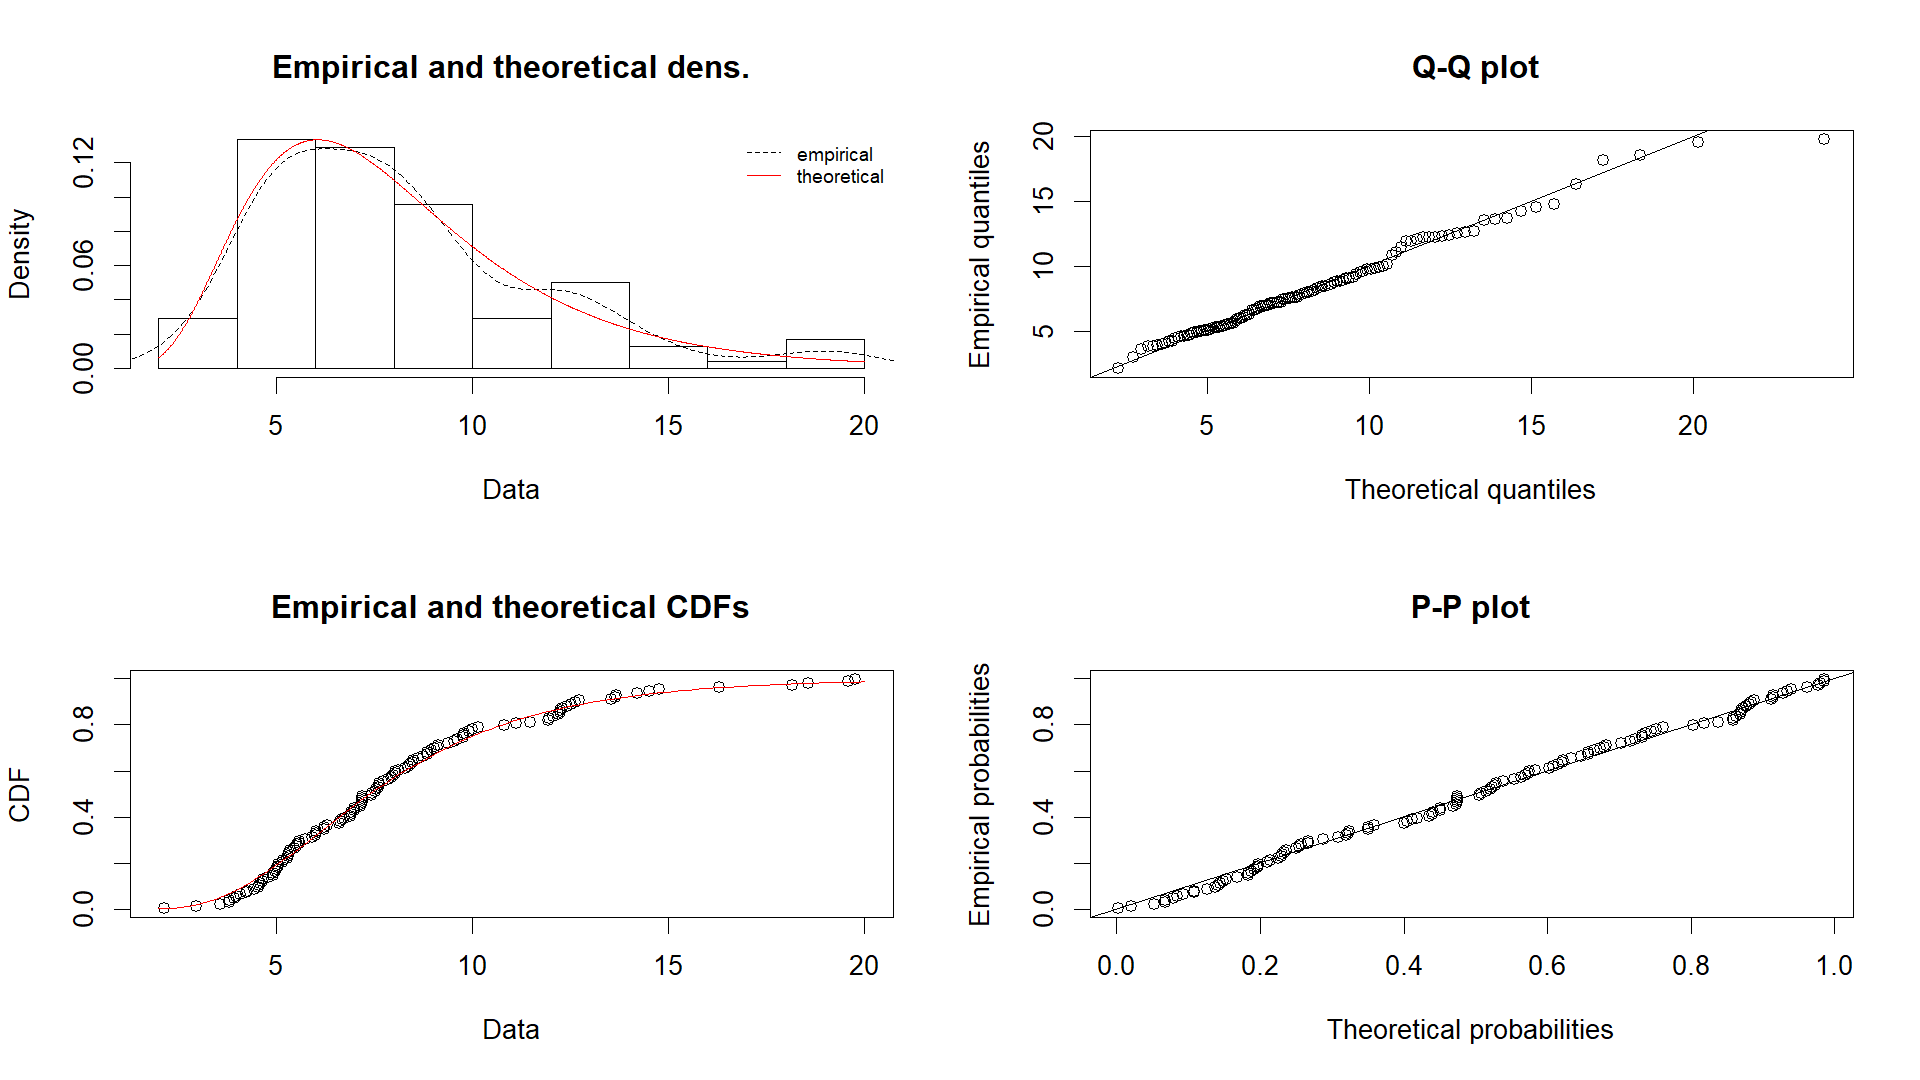 Empirical and theoretical dens.
Density
0.00 0.06 0.12
empirical
theoretical
5 10 15 20
Data
Q-Q plot
Empirical quantiles
5 10 15 20
5 10 15 20
Theoretical quantiles
Empirical and theoretical CDFs
CDF
0.0 0.4 0.8
5 10 15 20
Data
P-P plot
Empirical probabilities
0.0 0.4 0.8
0.0 0.2 0.4 0.6 0.8 1.0
Theoretical probabilities